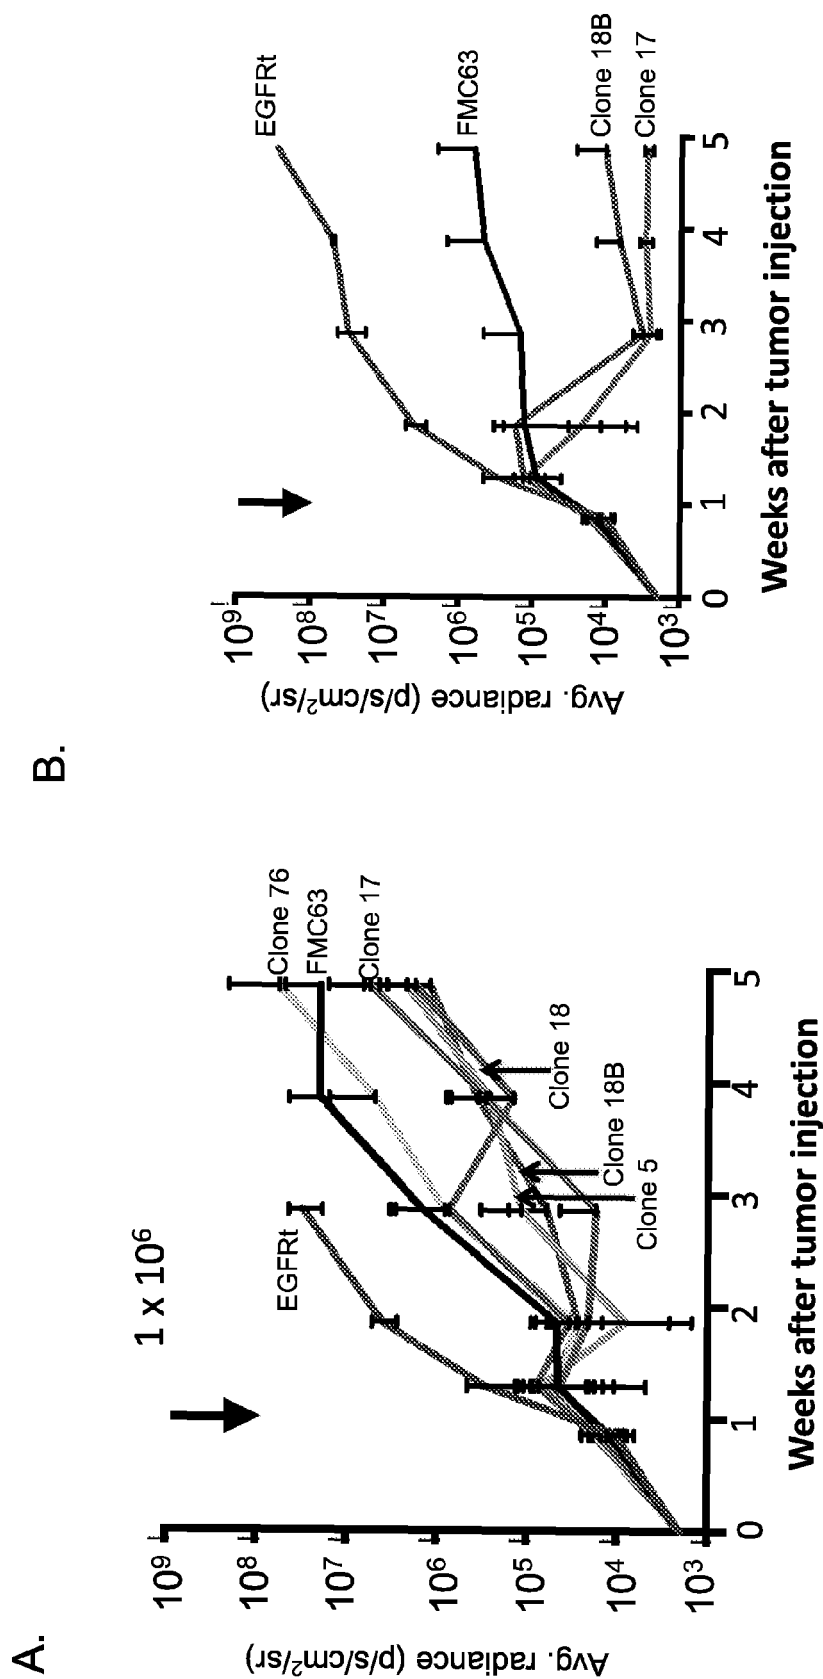 A.
1 x 10⁶
Avg. radiance (p/s/cm²/sr)
10⁹
10⁸
10⁷
10⁶
10⁵
10⁴
10³
EGFRt
Clone 76
FMC63
Clone 17
Clone 18
Clone 18B
Clone 5
0 1 2 3 4 5
Weeks after tumor injection
B.
Avg. radiance (p/s/cm²/sr)
10⁹
10⁸
10⁷
10⁶
10⁵
10⁴
10³
EGFRt
FMC63
Clone 18B
Clone 17
0 1 2 3 4 5
Weeks after tumor injection